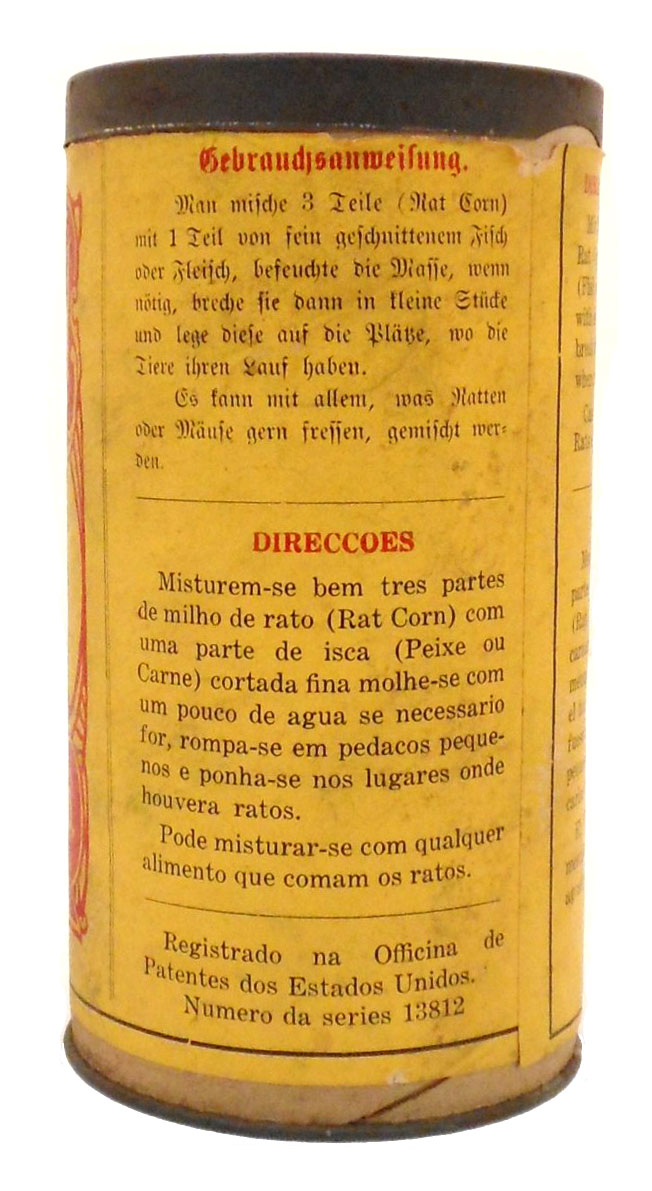 Gebrauchsanweisung.
Man mische 3 Teile (Rat Corn)
mit 1 Teil von fein geschnittenem Fisch
oder Fleisch, befeuchte die Masse, wenn
nötig, breche sie dann in kleine Stücke
und lege diese auf die Plätze, wo die
Tiere ihren Lauf haben.
Es kann mit allem, was Ratten
oder Mäuse gern fressen, gemischt wer-
den.
DIRECCOES
Misturem-se bem tres partes
de milho de rato (Rat Corn) com
uma parte de isca (Peixe ou
Carne) cortada fina molhe-se com
um pouco de agua se necessario
for, rompa-se em pedacos peque-
nos e ponha-se nos lugares onde
houvera ratos.
Pode misturar-se com qualquer
alimento que comam os ratos.
Registrado na Officina de
Patentes dos Estados Unidos.
Numero da series 13812